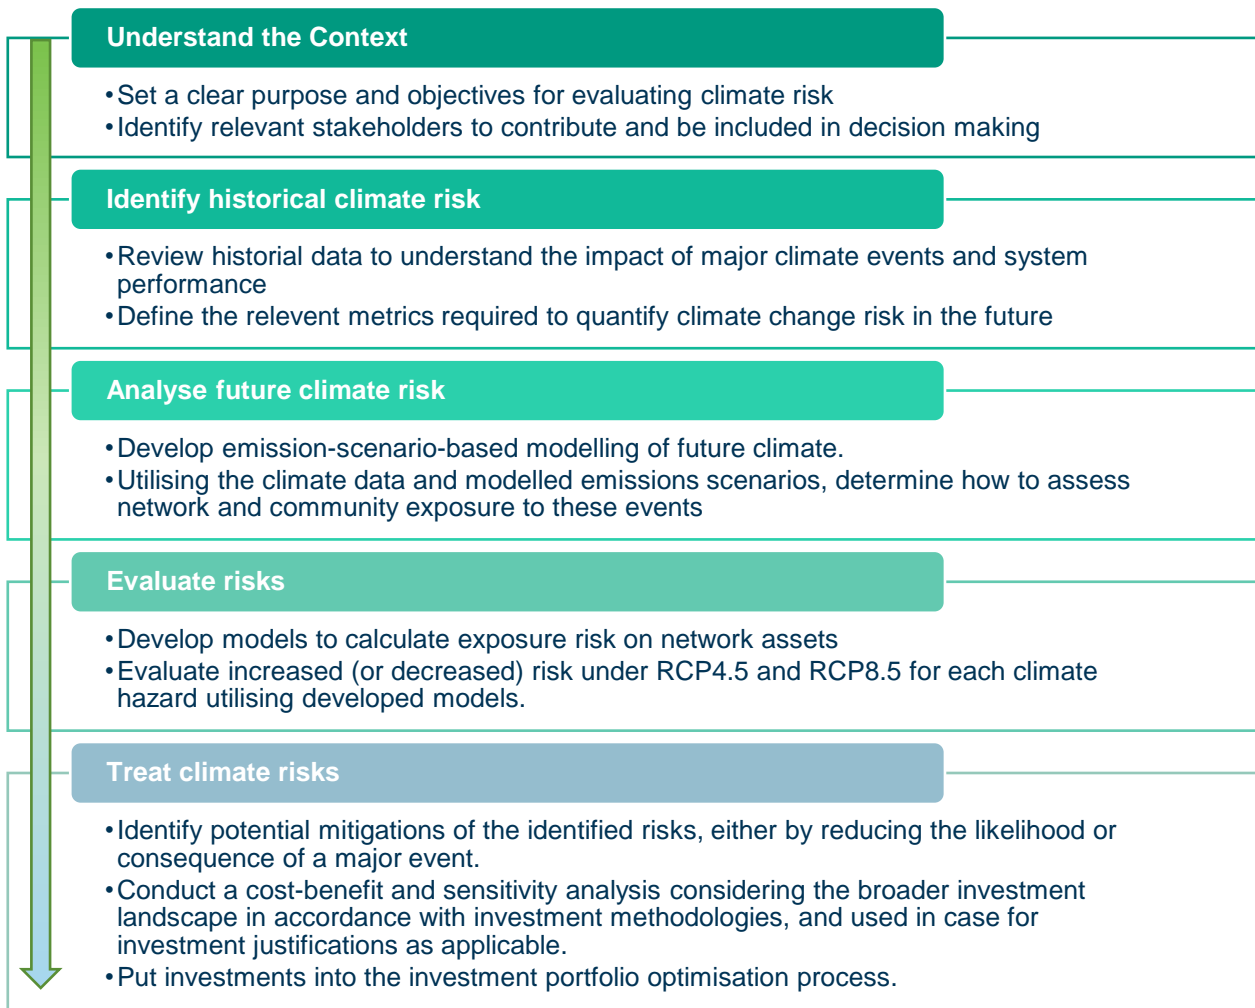 Understand the Context
•Set a clear purpose and objectives for evaluating climate risk
•Identify relevant stakeholders to contribute and be included in decision making
Identify historical climate risk
•Review historial data to understand the impact of major climate events and system
performance
•Define the relevent metrics required to quantify climate change risk in the future
Analyse future climate risk
•Develop emission-scenario-based modelling of future climate.
•Utilising the climate data and modelled emissions scenarios, determine how to assess
network and community exposure to these events
Evaluate risks
•Develop models to calculate exposure risk on network assets
•Evaluate increased (or decreased) risk under RCP4.5 and RCP8.5 for each climate
hazard utilising developed models.
Treat climate risks
•Identify potential mitigations of the identified risks, either by reducing the likelihood or
consequence of a major event.
•Conduct a cost-benefit and sensitivity analysis considering the broader investment
landscape in accordance with investment methodologies, and used in case for
investment justifications as applicable.
•Put investments into the investment portfolio optimisation process.